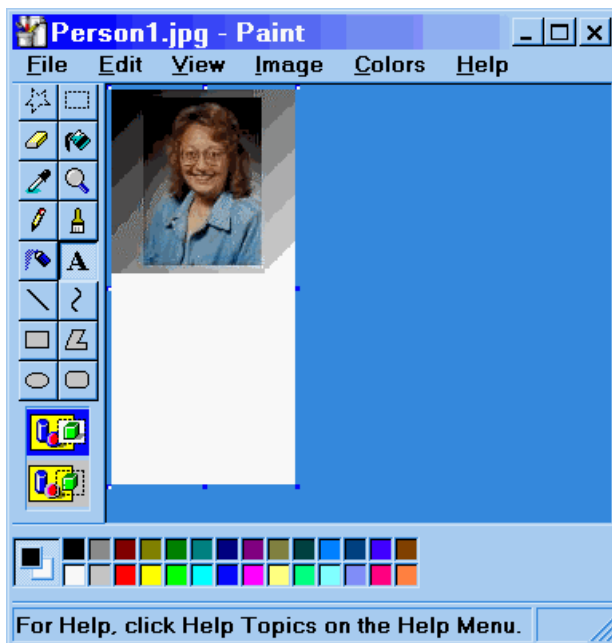 Person1.jpg - Paint
File Edit View Image Colors Help
A
For Help, click Help Topics on the Help Menu.